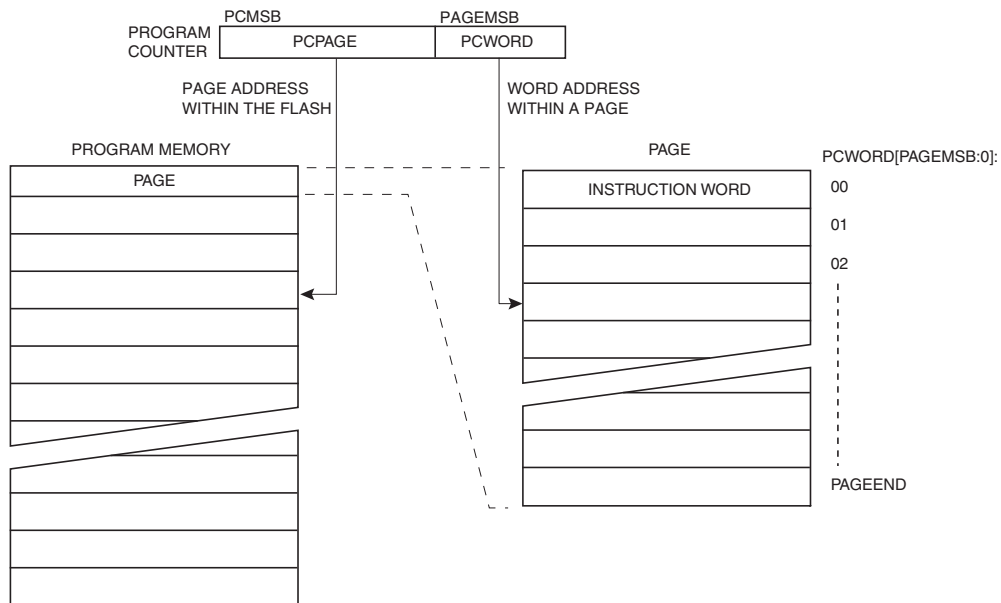 PCMSB
PAGEMSB
PROGRAM
COUNTER
PCPAGE
PCWORD
PAGE ADDRESS
WITHIN THE FLASH
WORD ADDRESS
WITHIN A PAGE
PROGRAM MEMORY
PAGE
PAGE
PCWORD[PAGEMSB:0]:
INSTRUCTION WORD
00
01
02
PAGEEND